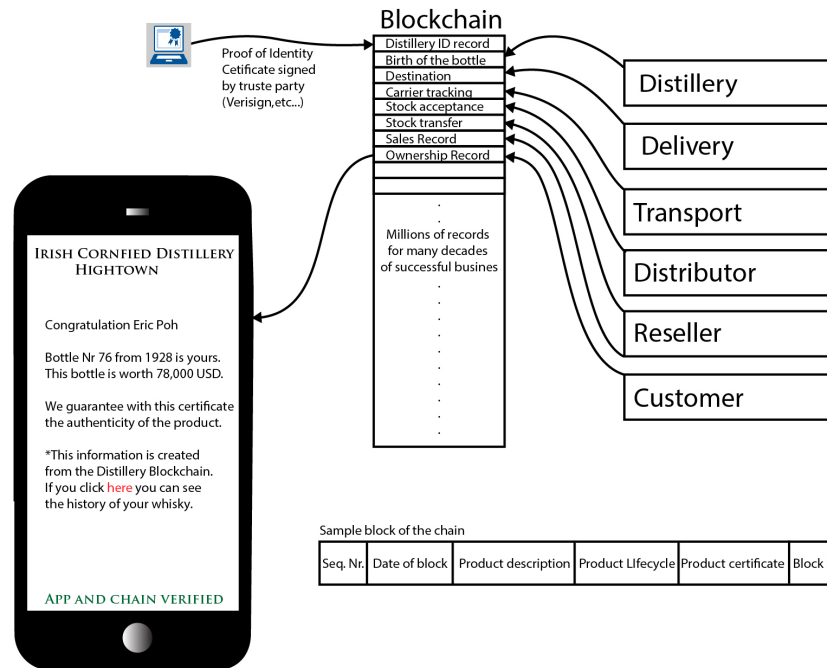 Blockchain
Proof of Identity
Cetificate signed
by truste party
(Verisign,etc...)
Distillery ID record
Birth of the bottle
Destination
Carrier tracking
Stock acceptance
Stock transfer
Sales Record
Ownership Record
.
.
Millions of records
for many decades
of successful busines
.
.
.
.
.
.
.
.
.
.
Distillery
Delivery
Transport
Distributor
Reseller
Customer
IRISH CORNFIED DISTILLERY
HIGHTOWN
Congratulation Eric Poh
Bottle Nr 76 from 1928 is yours.
This bottle is worth 78,000 USD.
We guarantee with this certificate
the authenticity of the product.
*This information is created
from the Distillery Blockchain.
If you click here you can see
the history of your whisky.
APP AND CHAIN VERIFIED
Sample block of the chain
Seq. Nr. Date of block Product description Product LIfecycle Product certificate Block